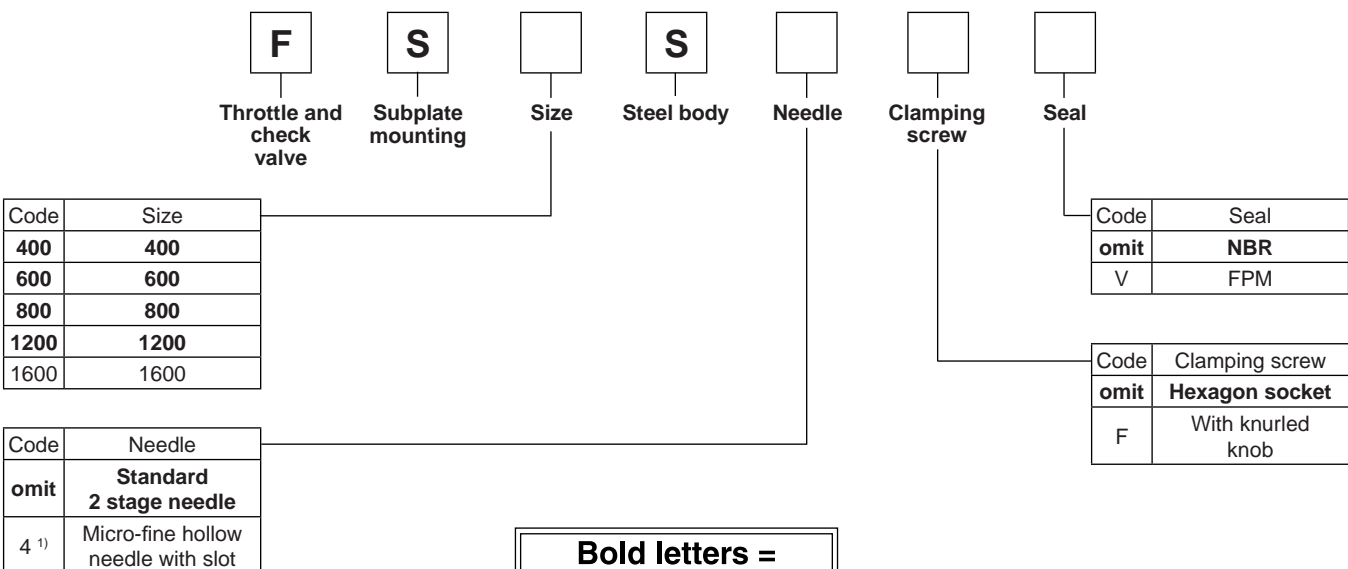 F S S
Throttle and check valve
Subplate mounting
Size
Steel body
Needle
Clamping screw
Seal
Code Size
400 400
600 600
800 800
1200 1200
1600 1600
Code Needle
omit Standard 2 stage needle
4 1) Micro-fine hollow needle with slot
Code Seal
omit NBR
V FPM
Code Clamping screw
omit Hexagon socket
F With knurled knob
Bold letters =